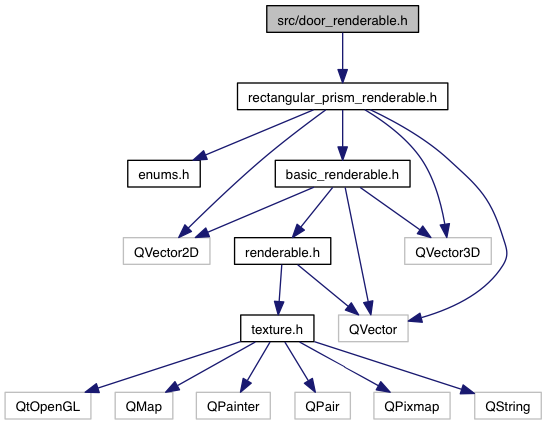 src/door_renderable.h
rectangular_prism_renderable.h
enums.h
basic_renderable.h
QVector2D
renderable.h
QVector3D
texture.h
QVector
QtOpenGL
QMap
QPainter
QPair
QPixmap
QString